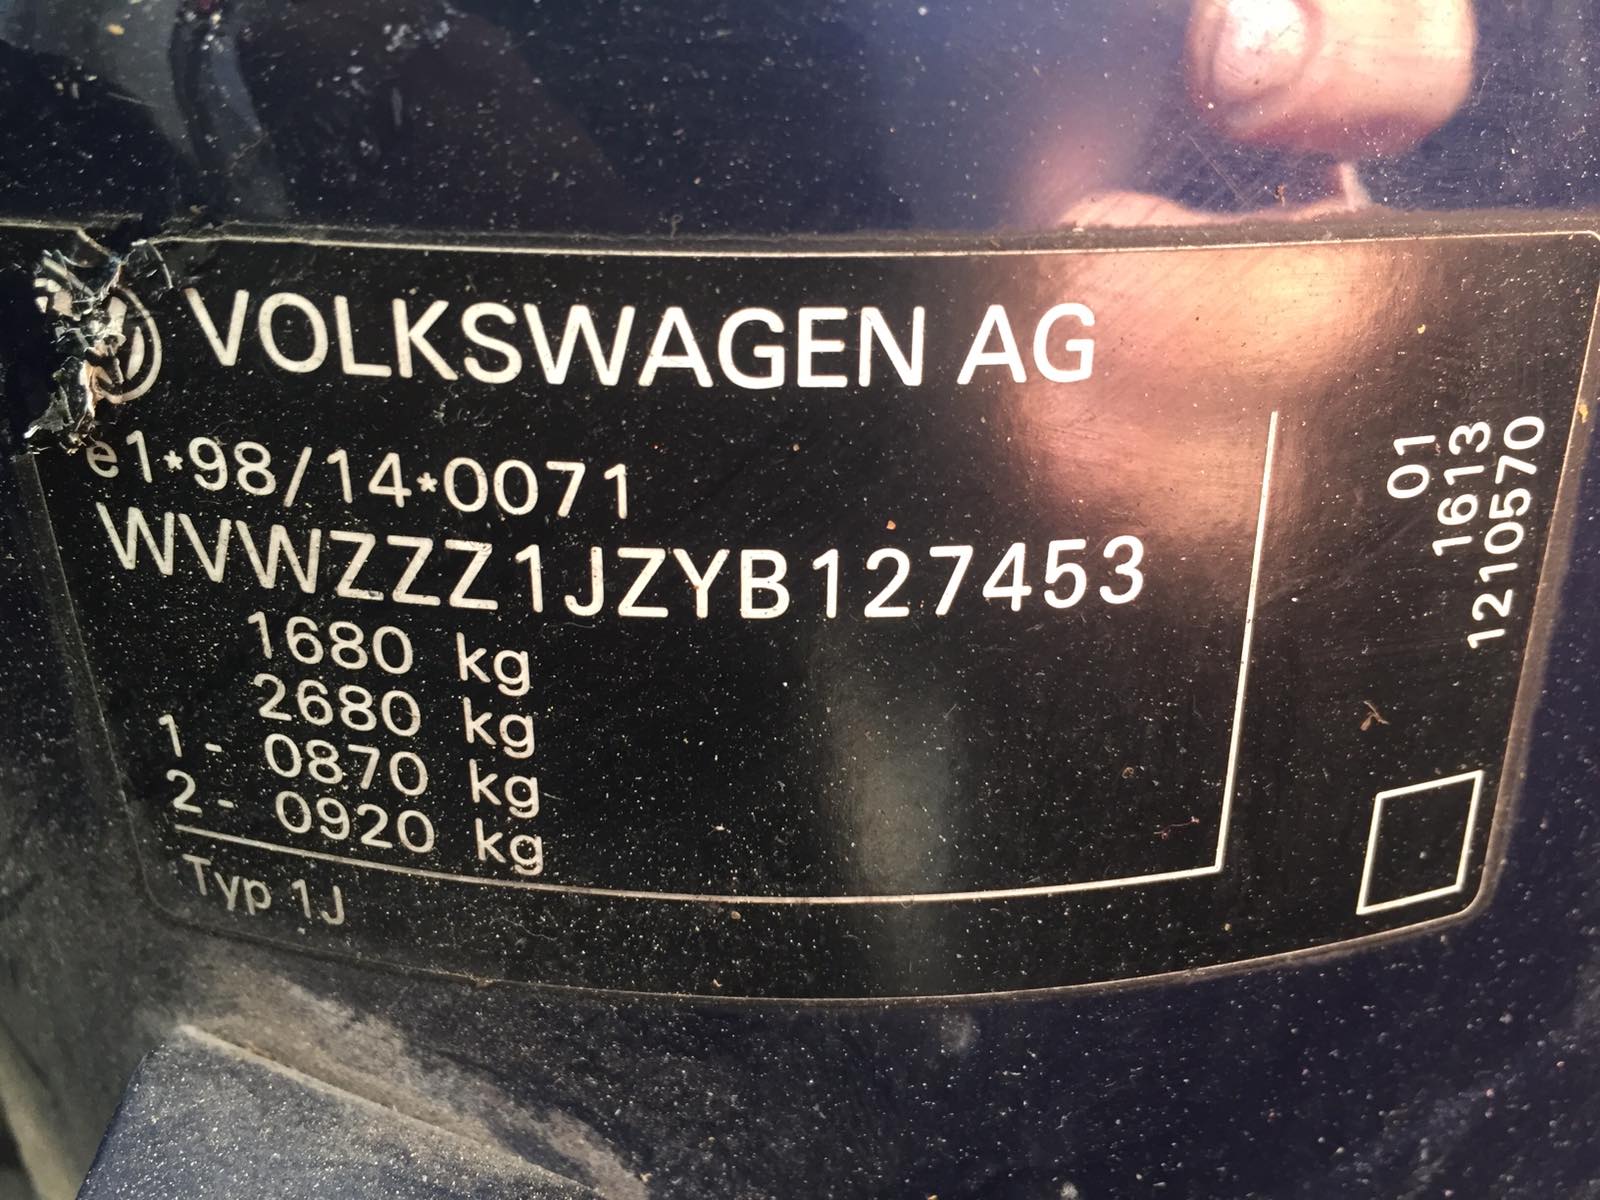 VOLKSWAGEN AG
e1*98/14*0071
WVWZZZ1JZYB127453
1680 kg
2680 kg
1- 0870 kg
2- 0920 kg
Typ 1J
01
1613
1210570